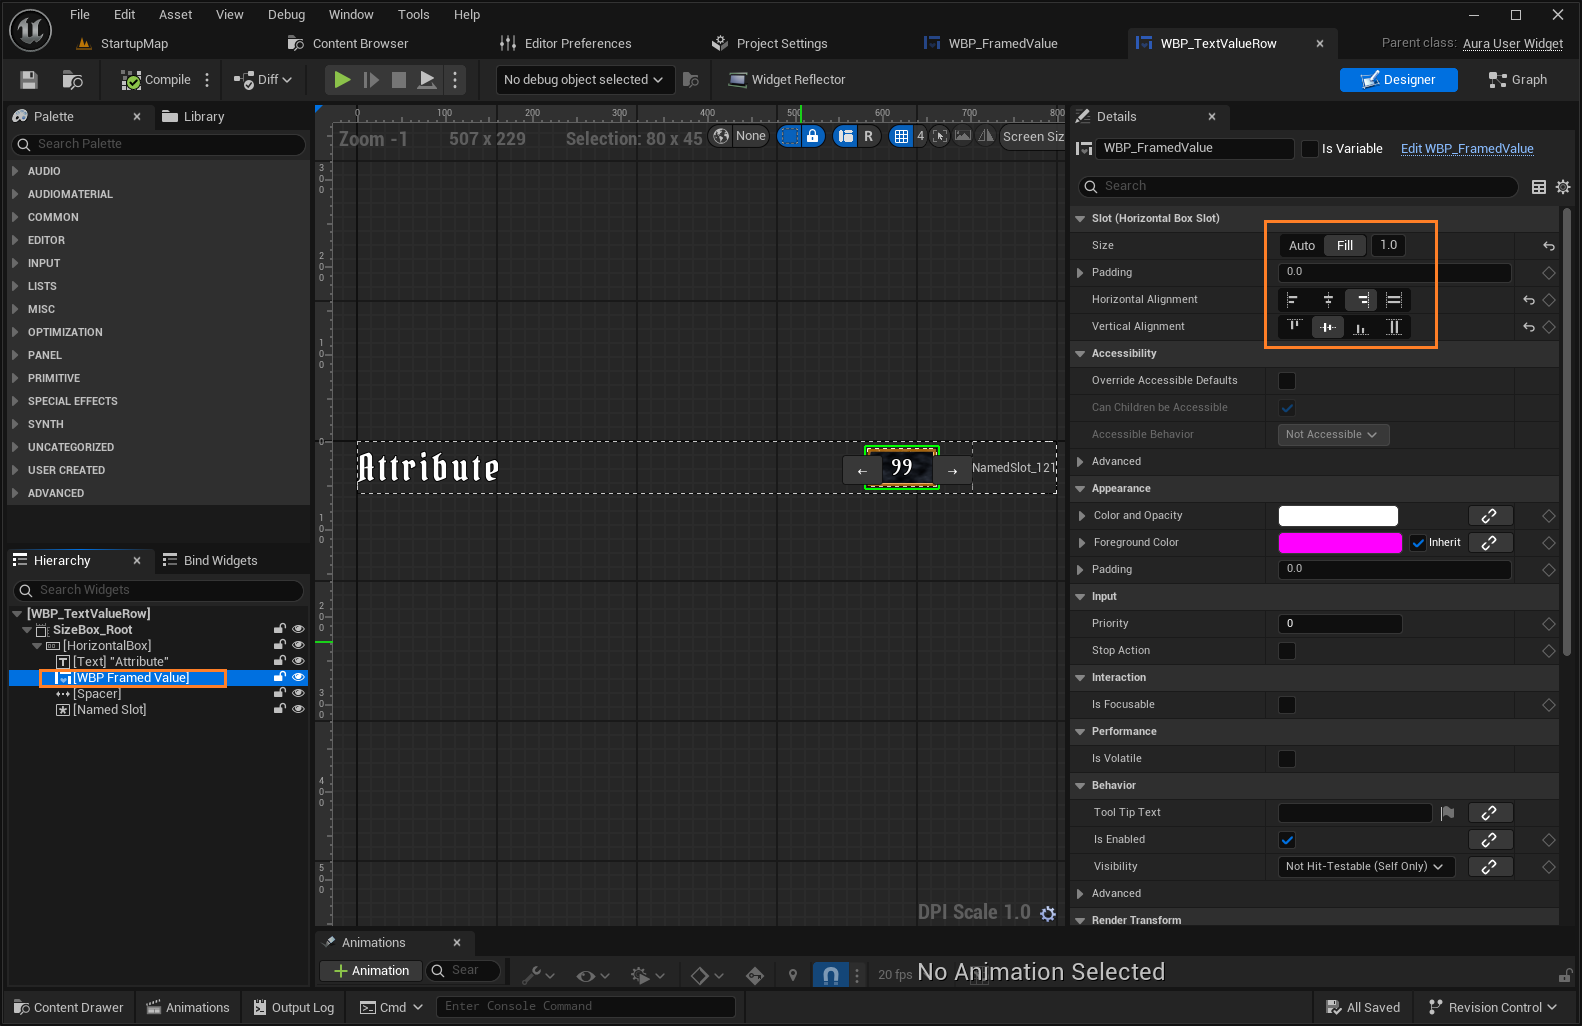 File Edit Asset View Debug Window Tools Help
StartupMap Content Browser Editor Preferences Project Settings WBP_FramedValue WBP_TextValueRow Parent class: Aura User Widget
Compile Diff No debug object selected Widget Reflector Designer Graph
Palette Library
Search Palette
AUDIO
AUDIOMATERIAL
COMMON
EDITOR
INPUT
LISTS
MISC
OPTIMIZATION
PANEL
PRIMITIVE
SPECIAL EFFECTS
SYNTH
UNCATEGORIZED
USER CREATED
ADVANCED
Hierarchy Bind Widgets
Search Widgets
[WBP_TextValueRow]
SizeBox_Root
[HorizontalBox]
[Text] "Attribute"
[WBP Framed Value]
[Spacer]
[Named Slot]
0 100 200 300 400 500 600 700 800
Zoom -1 507 x 229 Selection: 80 x 45 None R 4 Screen Siz
300
200
100
0
100
200
300
400
500
Attribute ← 99 → NamedSlot_121
DPI Scale 1.0
Animations
Animation Sear 20 fps No Animation Selected
Details
WBP_FramedValue Is Variable Edit WBP_FramedValue
Search
Slot (Horizontal Box Slot)
Size Auto Fill 1.0
Padding 0.0
Horizontal Alignment
Vertical Alignment
Accessibility
Override Accessible Defaults
Can Children be Accessible
Accessible Behavior Not Accessible
Advanced
Appearance
Color and Opacity
Foreground Color Inherit
Padding 0.0
Input
Priority 0
Stop Action
Interaction
Is Focusable
Performance
Is Volatile
Behavior
Tool Tip Text
Is Enabled
Visibility Not Hit-Testable (Self Only)
Advanced
Render Transform
Content Drawer Animations Output Log Cmd Enter Console Command All Saved Revision Control